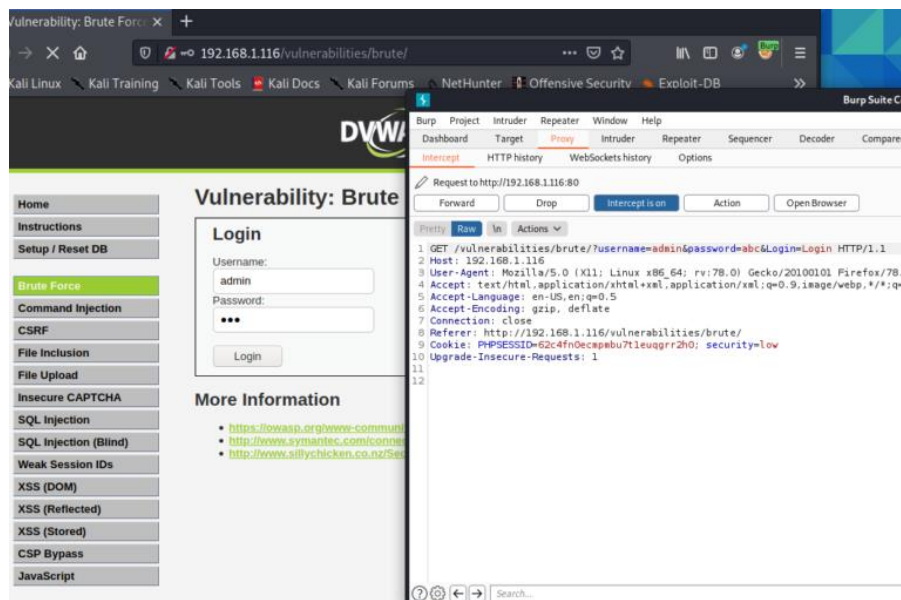 Vulnerability: Brute Forc
192.168.1.116/vulnerabilities/brute/
Kali Linux Kali Training Kali Tools Kali Docs Kali Forums NetHunter Offensive Security Exploit-DB
DVWA
Home
Instructions
Setup / Reset DB
Brute Force
Command Injection
CSRF
File Inclusion
File Upload
Insecure CAPTCHA
SQL Injection
SQL Injection (Blind)
Weak Session IDs
XSS (DOM)
XSS (Reflected)
XSS (Stored)
CSP Bypass
JavaScript
Vulnerability: Brute
Login
Username:
admin
Password:
•••
Login
More Information
https://owasp.org/www-communi
http://www.symantec.com/connec
http://www.sillychicken.co.nz/Sec
Burp Suite C
Burp Project Intruder Repeater Window Help
Dashboard Target Proxy Intruder Repeater Sequencer Decoder Compare
Intercept HTTP history WebSockets history Options
Request to http://192.168.1.116:80
Forward Drop Intercept is on Action Open Browser
Pretty Raw \n Actions
1 GET /vulnerabilities/brute/?username=admin&password=abc&Login=Login HTTP/1.1
2 Host: 192.168.1.116
3 User-Agent: Mozilla/5.0 (X11; Linux x86_64; rv:78.0) Gecko/20100101 Firefox/78.
4 Accept: text/html,application/xhtml+xml,application/xml;q=0.9,image/webp,*/*;q=
5 Accept-Language: en-US,en;q=0.5
6 Accept-Encoding: gzip, deflate
7 Connection: close
8 Referer: http://192.168.1.116/vulnerabilities/brute/
9 Cookie: PHPSESSID=62c4fn0ecmpmbu7t1euqgrr2h0; security=low
10 Upgrade-Insecure-Requests: 1
11
12
Search...